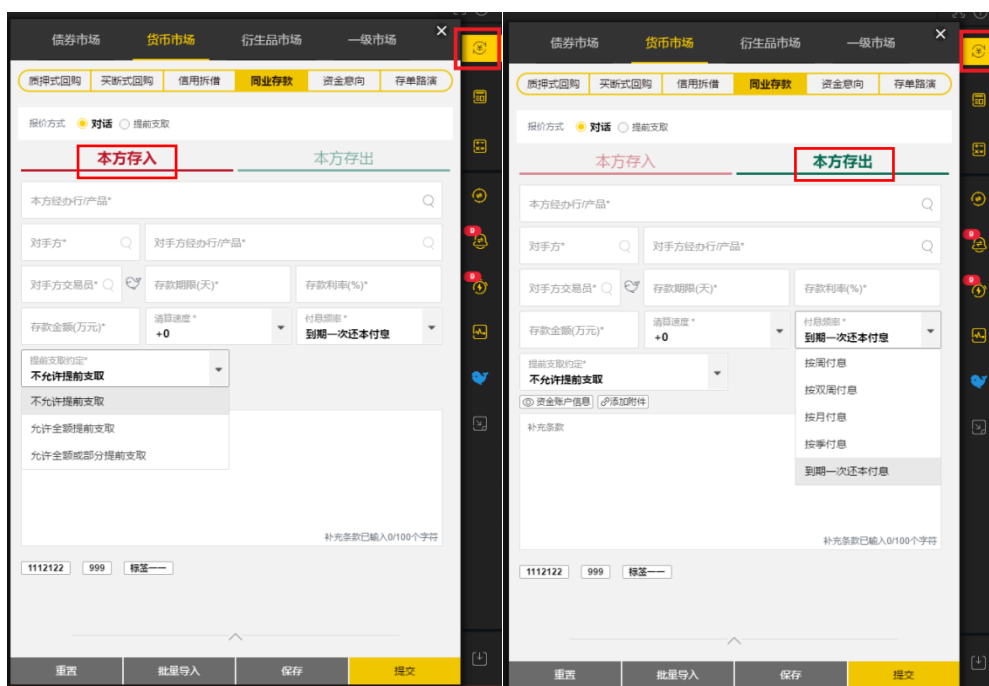 债券市场 货币市场 衍生品市场 一级市场 ×
质押式回购 买断式回购 信用拆借 同业存款 资金意向 存单路演
报价方式 对话 提前支取
本方存入 本方存出
本方经办行/产品*
对手方* 对手方经办行/产品*
对手方交易员* 存款期限(天)* 存款利率(%)*
存款金额(万元)* 清算速度* +0 付息频率* 到期一次还本付息
提前支取约定*
不允许提前支取
不允许提前支取
允许全额提前支取
允许全额或部分提前支取
补充条款已输入0/100个字符
1112122 999 标签一一
重置 批量导入 保存 提交
9
9
债券市场 货币市场 衍生品市场 一级市场 ×
质押式回购 买断式回购 信用拆借 同业存款 资金意向 存单路演
报价方式 对话 提前支取
本方存入 本方存出
本方经办行/产品*
对手方* 对手方经办行/产品*
对手方交易员* 存款期限(天)* 存款利率(%)*
存款金额(万元)* 清算速度* +0 付息频率* 到期一次还本付息
提前支取约定*
不允许提前支取
资金账户信息 添加附件
补充条款
按周付息
按双周付息
按月付息
按季付息
到期一次还本付息
补充条款已输入0/100个字符
1112122 999 标签一一
重置 批量导入 保存 提交
9
9